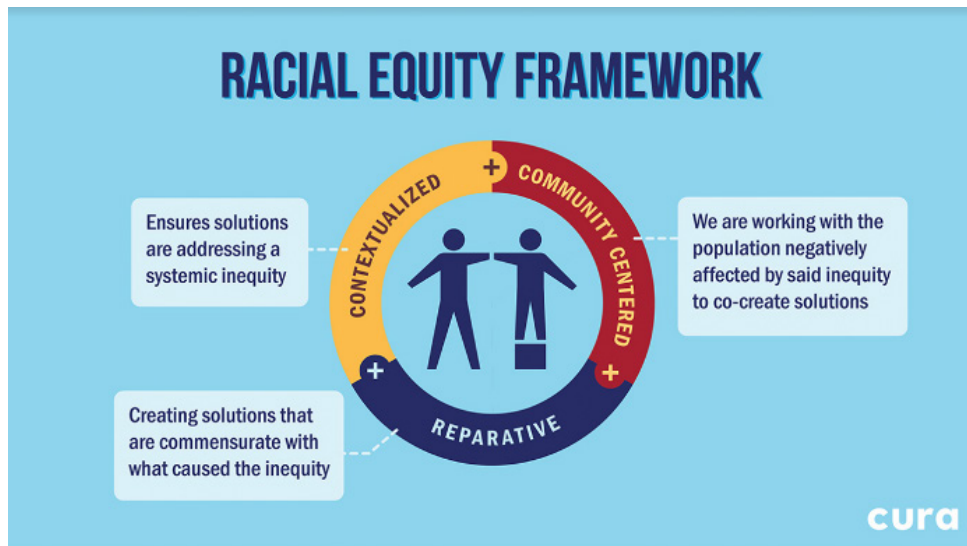 RACIAL EQUITY FRAMEWORK
CONTEXTUALIZED
+
COMMUNITY CENTERED
Ensures solutions
are addressing a
systemic inequity
We are working with the
population negatively
affected by said inequity
to co-create solutions
+
+
REPARATIVE
Creating solutions that
are commensurate with
what caused the inequity
cura